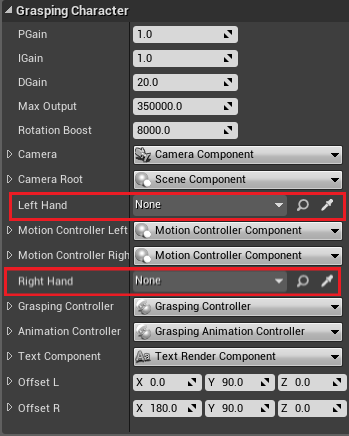 Grasping Character
PGain 1.0
IGain 1.0
DGain 20.0
Max Output 350000.0
Rotation Boost 8000.0
Camera Camera Component
Camera Root Scene Component
Left Hand None
Motion Controller Left Motion Controller Component
Motion Controller Righ Motion Controller Component
Right Hand None
Grasping Controller Grasping Controller
Animation Controller Grasping Animation Controller
Text Component Aa Text Render Component
Offset L X 0.0 Y 90.0 Z 0.0
Offset R X 180.0 Y 90.0 Z 0.0